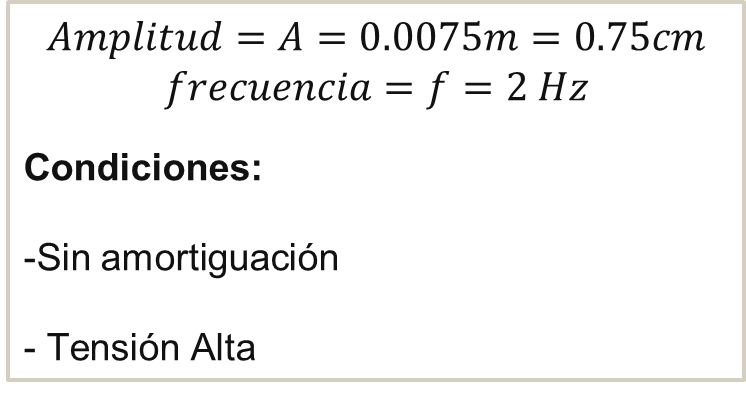 Amplitud = A = 0.0075m = 0.75cm
frecuencia = f = 2 Hz
Condiciones:
-Sin amortiguación
- Tensión Alta